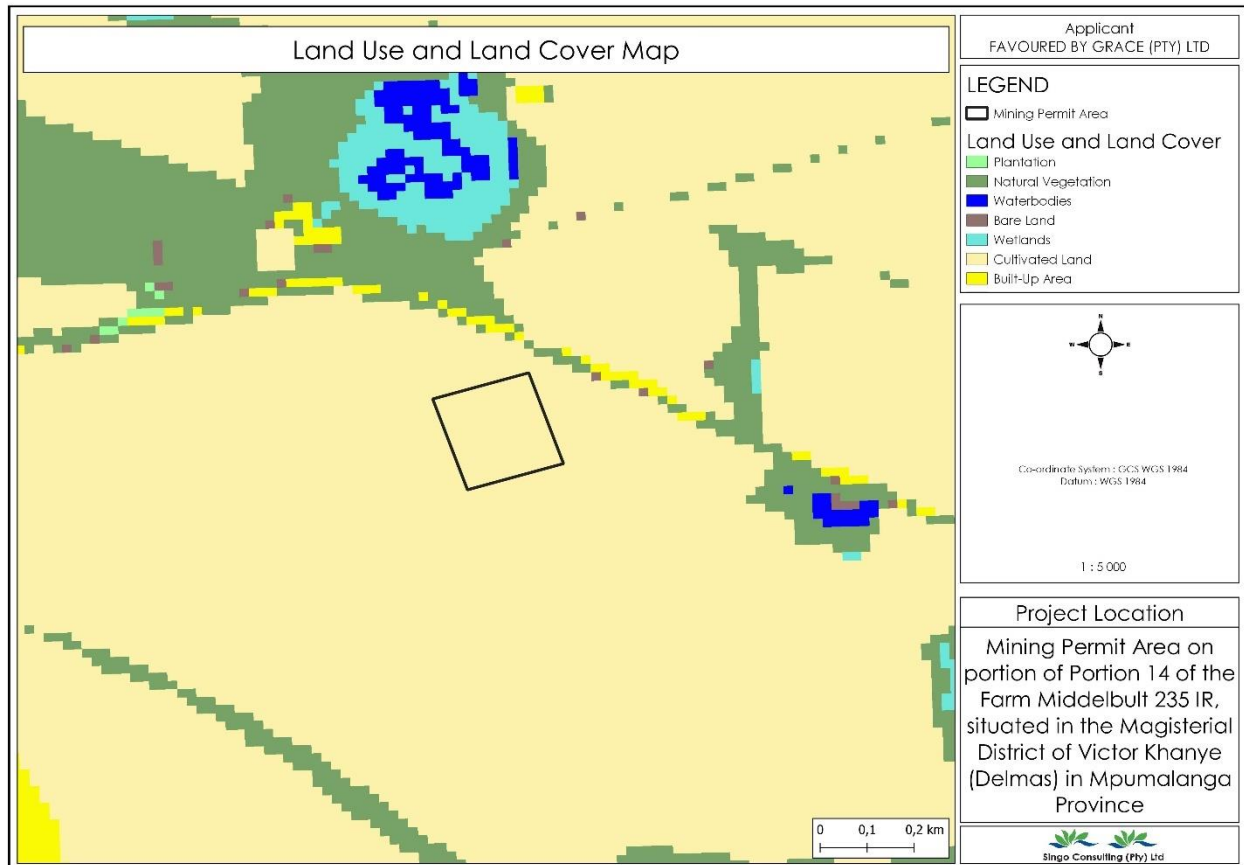 Land Use and Land Cover Map
Applicant
FAVOURED BY GRACE (PTY) LTD
LEGEND
Mining Permit Area
Land Use and Land Cover
Plantation
Natural Vegetation
Waterbodies
Bare Land
Wetlands
Cultivated Land
Built-Up Area
N
W
E
S
Co-ordinate System : GCS WGS 1984
Datum : WGS 1984
1 : 5 000
Project Location
Mining Permit Area on
portion of Portion 14 of the
Farm Middelbult 235 IR,
situated in the Magisterial
District of Victor Khanye
(Delmas) in Mpumalanga
Province
0 0,1 0,2 km
Singo Consulting (Pty) Ltd